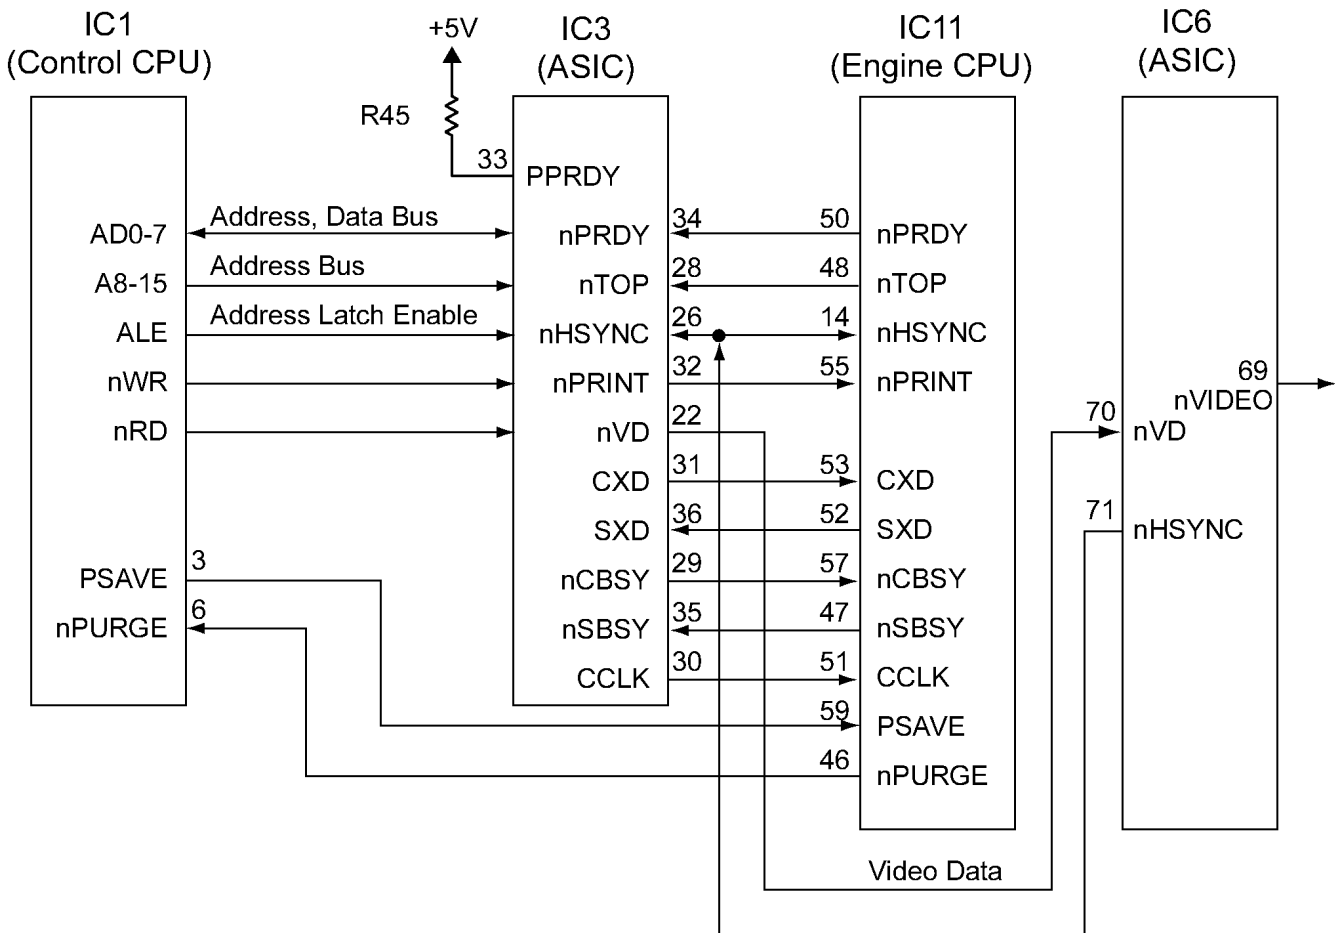 IC1
(Control CPU)
+5V
IC3
(ASIC)
IC11
(Engine CPU)
IC6
(ASIC)
R45
33
PPRDY
AD0-7
Address, Data Bus
nPRDY
34
50
nPRDY
A8-15
Address Bus
nTOP
28
48
nTOP
ALE
Address Latch Enable
nHSYNC
26
14
nHSYNC
nWR
nPRINT
32
55
nPRINT
69
nVIDEO
nRD
nVD
22
70
nVD
CXD
31
53
CXD
SXD
36
52
SXD
71
nHSYNC
PSAVE
3
nCBSY
29
57
nCBSY
nPURGE
6
nSBSY
35
47
nSBSY
CCLK
30
51
CCLK
59
PSAVE
46
nPURGE
Video Data